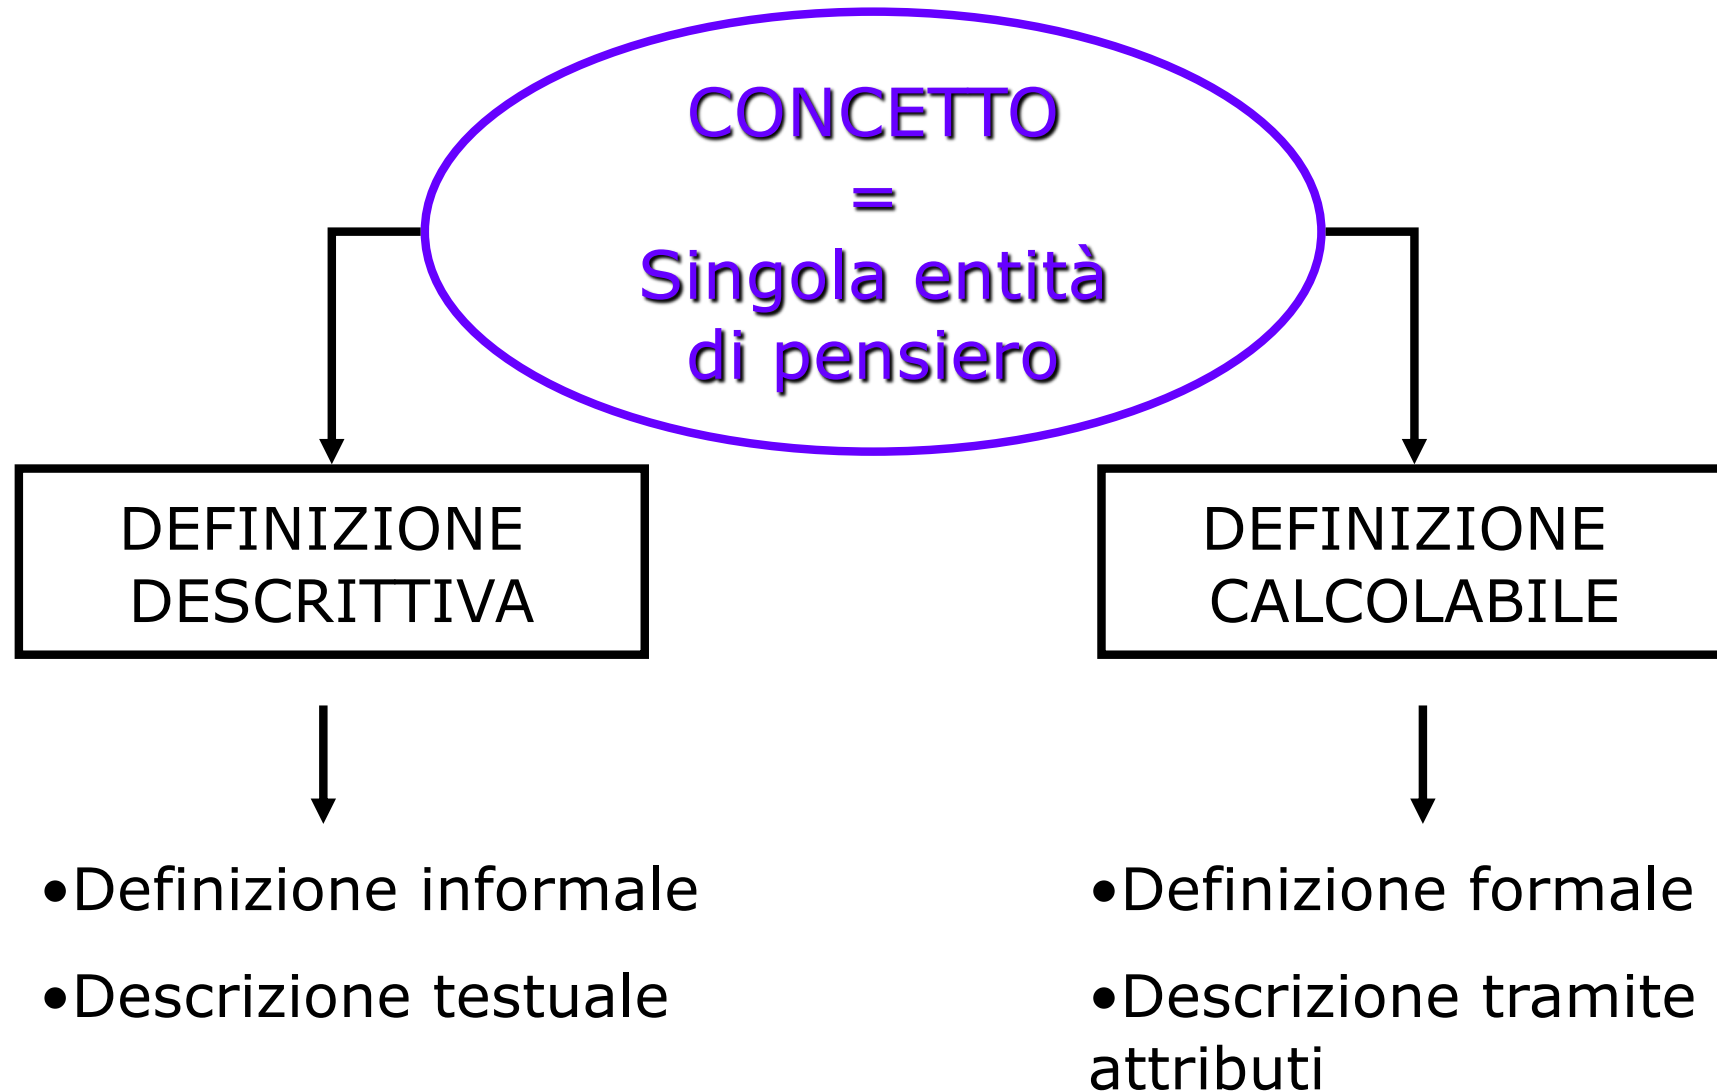 CONCETTO
=
Singola entità
di pensiero
DEFINIZIONE
DESCRITTIVA
DEFINIZIONE
CALCOLABILE
•Definizione informale
•Descrizione testuale
•Definizione formale
•Descrizione tramite
attributi